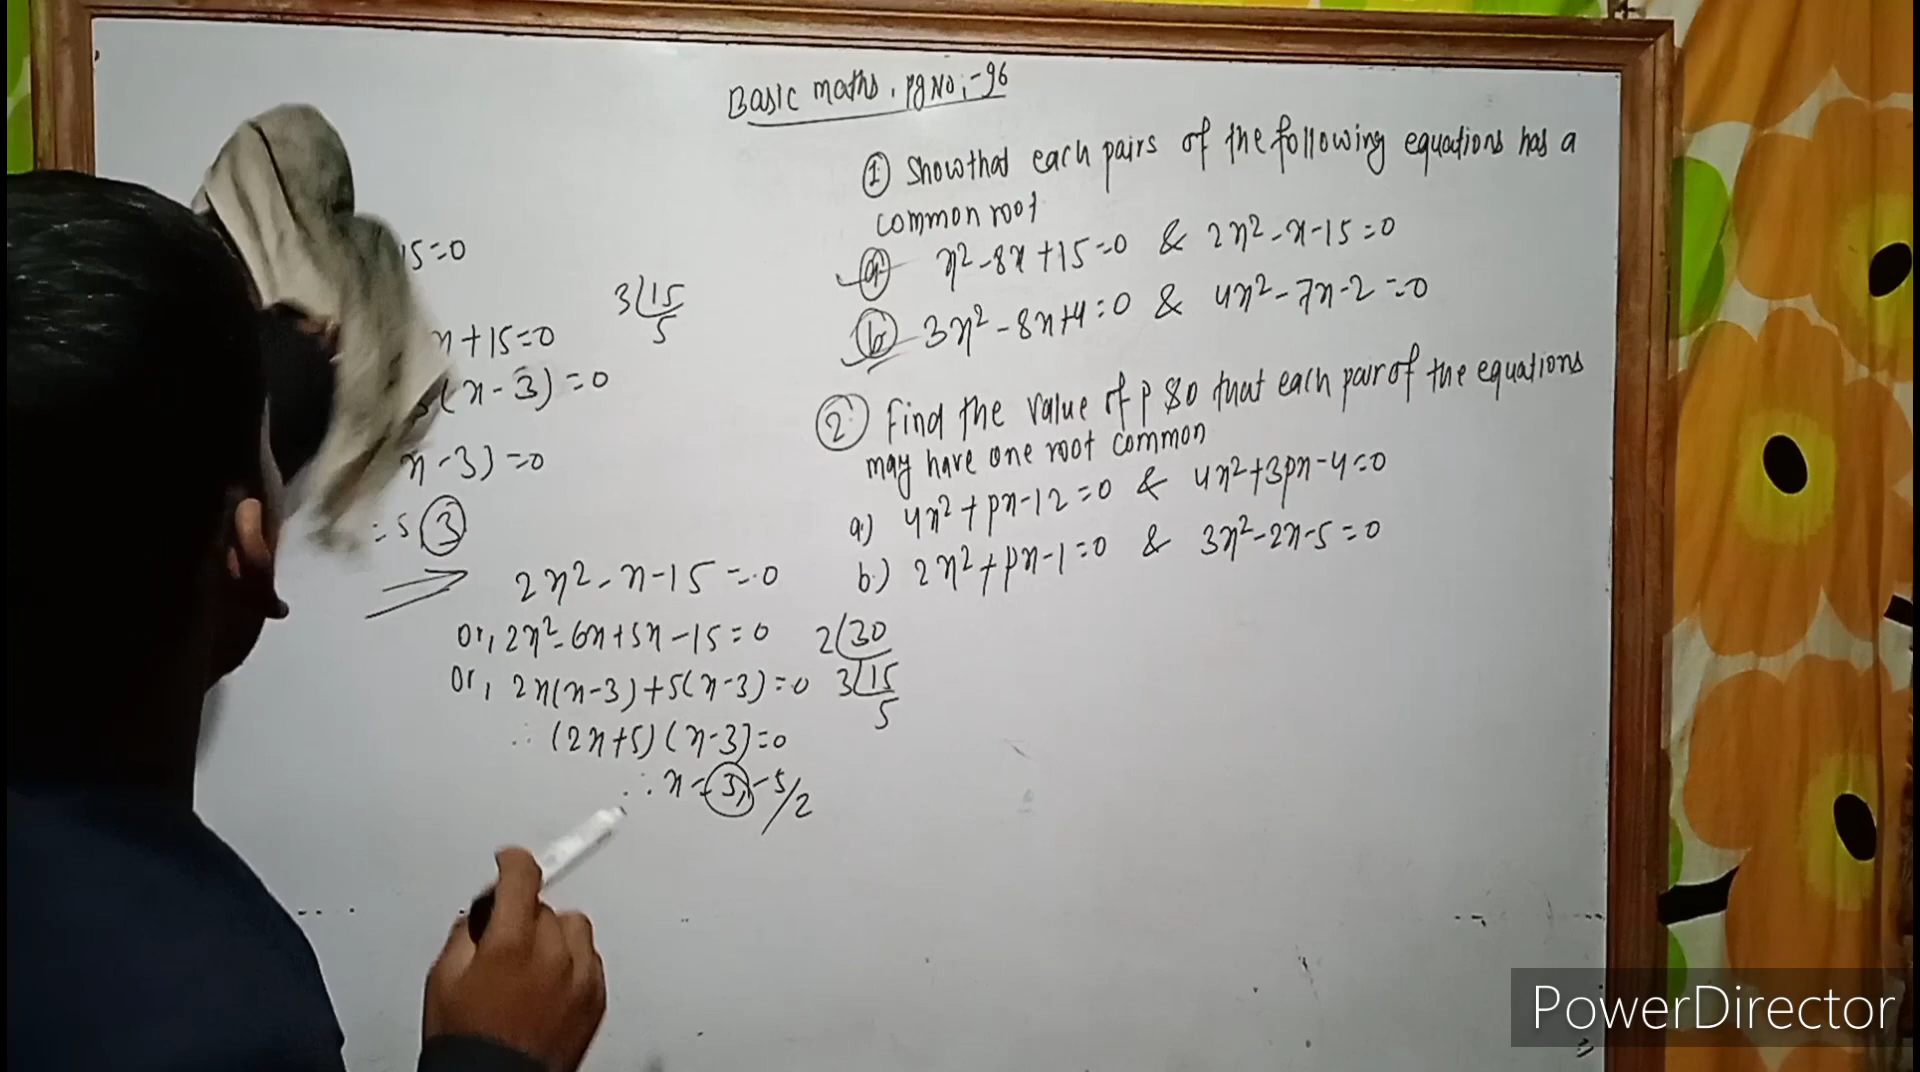 Basic maths, Pg No:-96
① Show that each pairs of the following equations has a
common root
(a) x²-8x+15=0 & 2x²-x-15=0
(b) 3x²-8x+4=0 & 4x²-7x-2=0
② Find the value of P so that each pair of the equations
may have one root common
a) 4x²+px-12=0 & 4x²+3px-4=0
b) 2x²+px-1=0 & 3x²-2x-5=0
15=0
x+15=0
3 15
5
(x-3)=0
x-3)=0
=5 3
2x²-x-15=0
or, 2x²-6x+5x-15=0
2 30
or, 2x(x-3)+5(x-3)=0
3 15
5
∴ (2x+5)(x-3)=0
∴ x=3,-5/2
PowerDirector